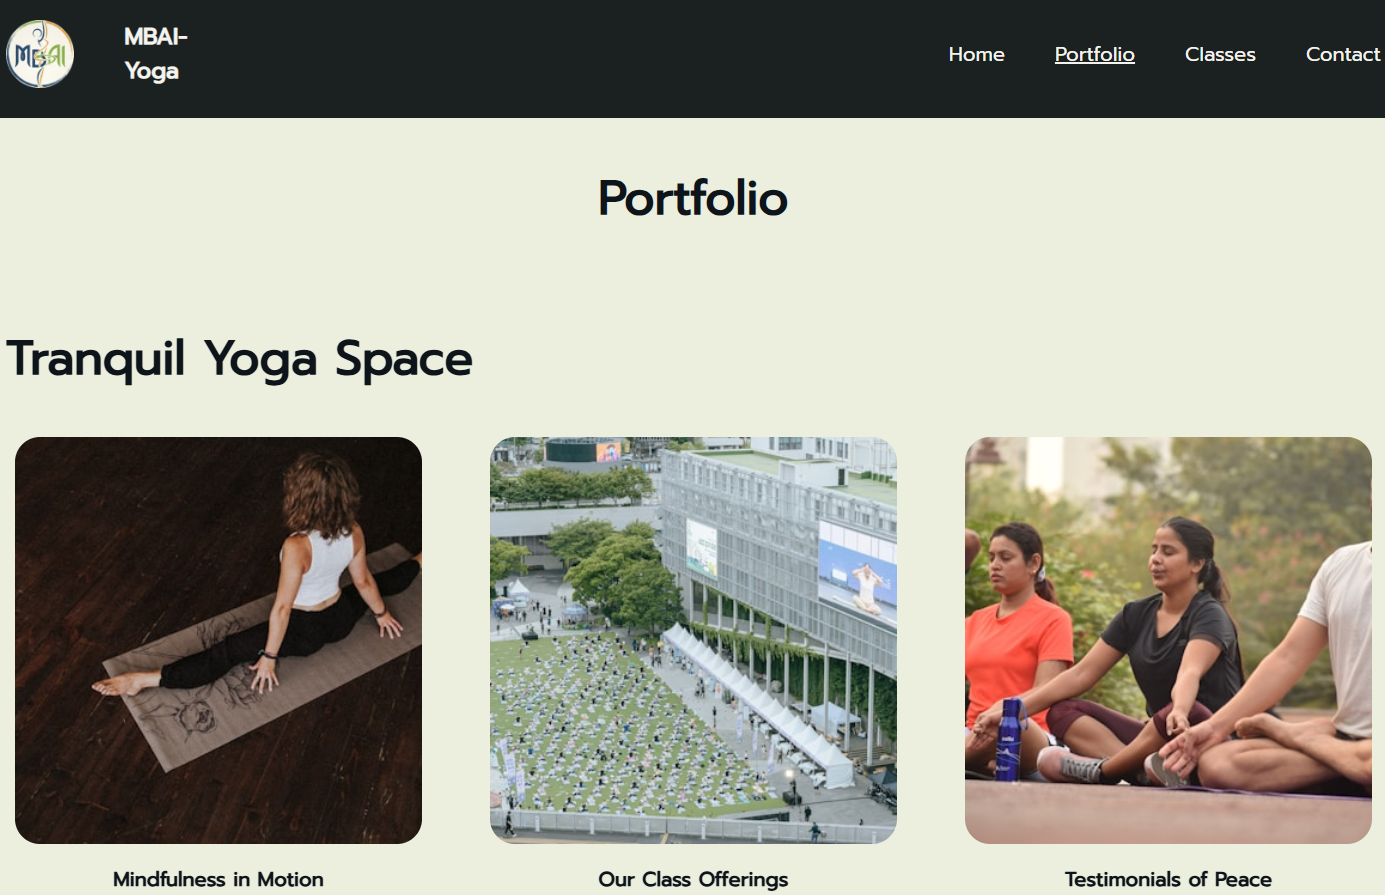 MBAI
MBAI-
Yoga
Home
Portfolio
Classes
Contact
Portfolio
Tranquil Yoga Space
Mindfulness in Motion
Our Class Offerings
Testimonials of Peace